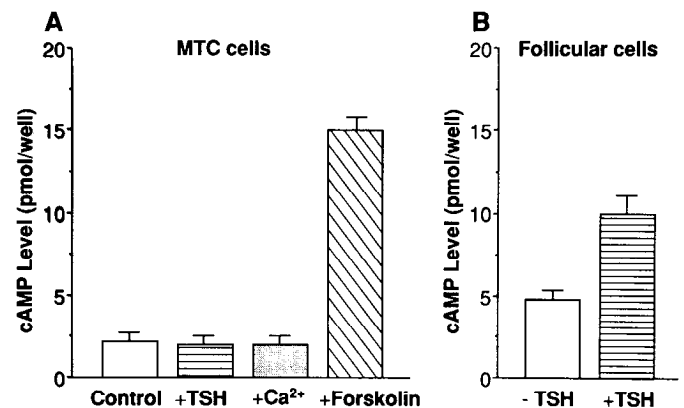 A
MTC cells
cAMP Level (pmol/well)
20
15
10
5
0
Control +TSH +Ca²⁺ +Forskolin
B
Follicular cells
cAMP Level (pmol/well)
20
15
10
5
0
- TSH +TSH